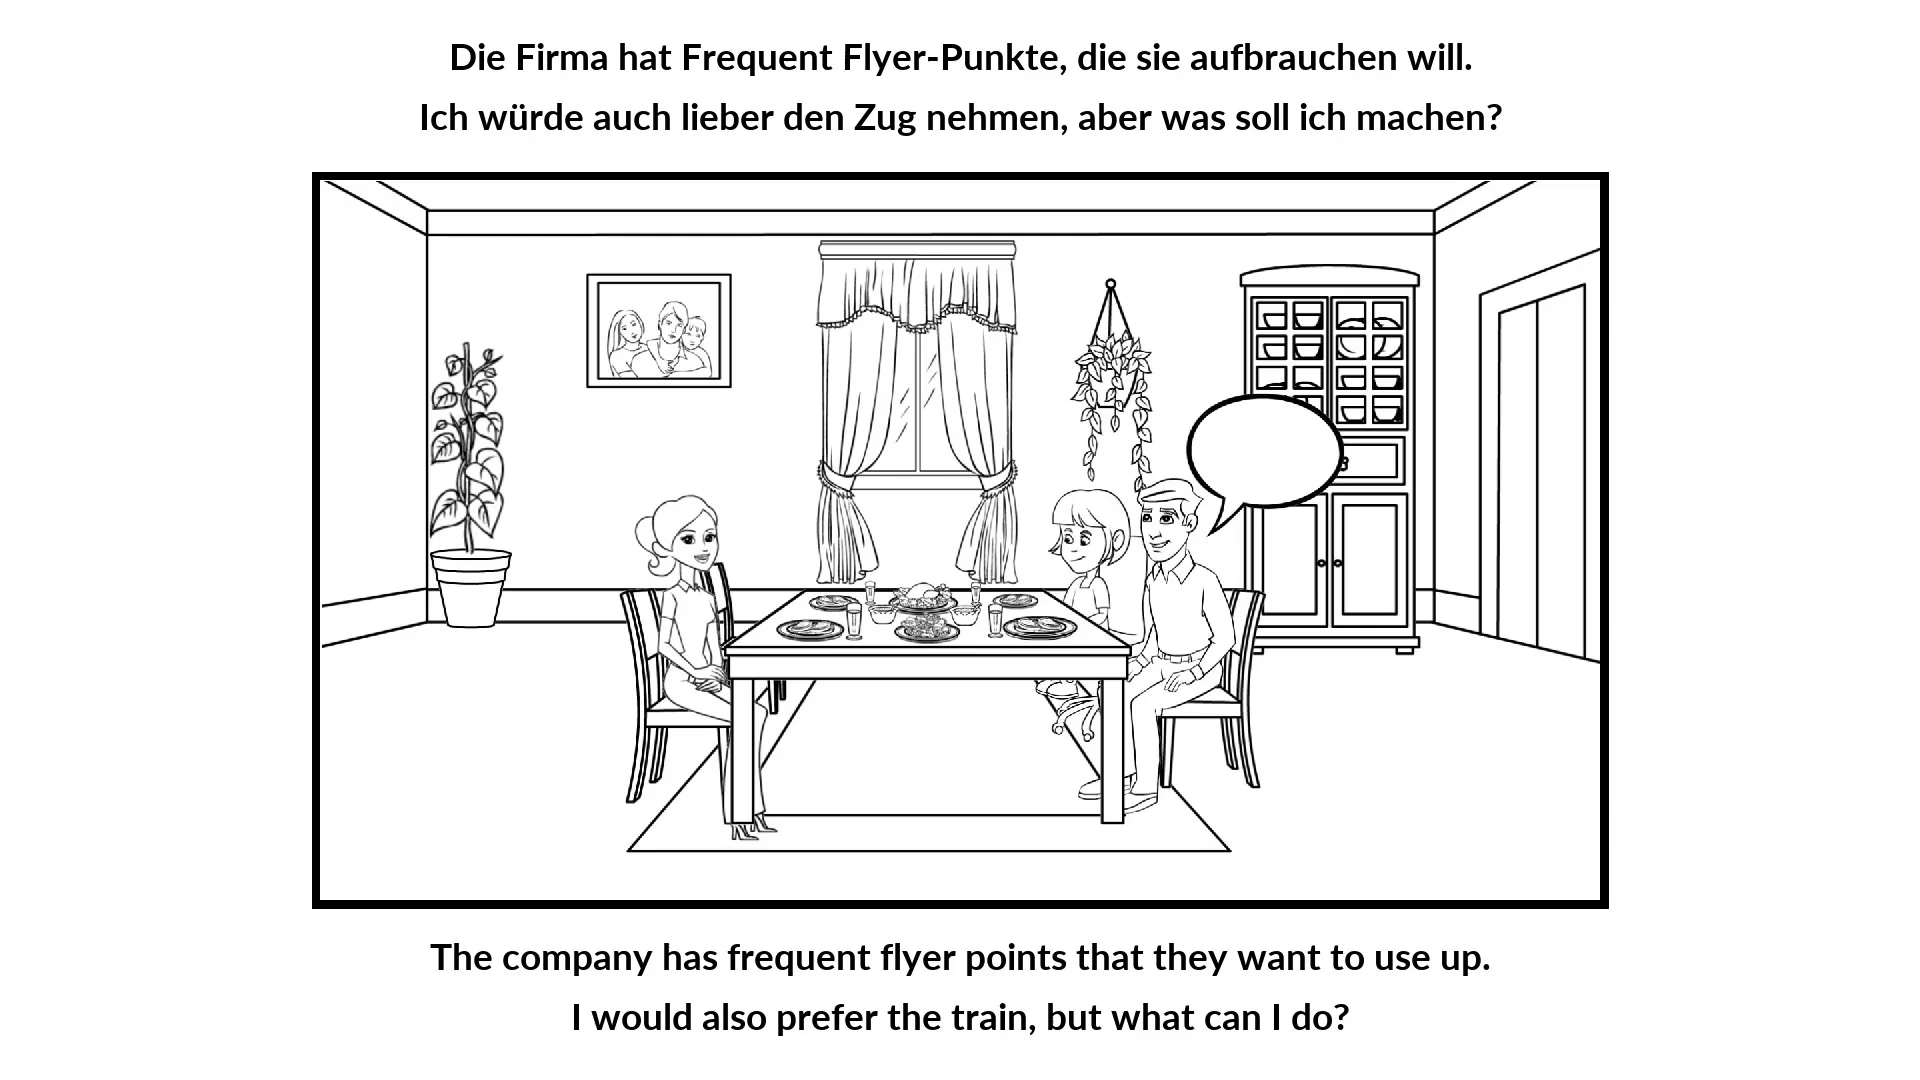 Die Firma hat Frequent Flyer-Punkte, die sie aufbrauchen will.
Ich würde auch lieber den Zug nehmen, aber was soll ich machen?
The company has frequent flyer points that they want to use up.
I would also prefer the train, but what can I do?